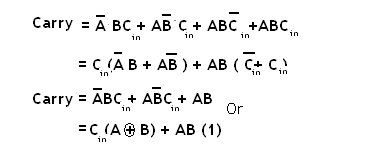 Carry = A̅ BC_in + AB̅ C_in + ABC̅_in + ABC_in
= C_in (A̅ B + AB̅ ) + AB ( C̅_in + C_in )
Carry = A̅BC_in + AB̅C_in + AB Or
= C_in (A ⊕ B) + AB (1)